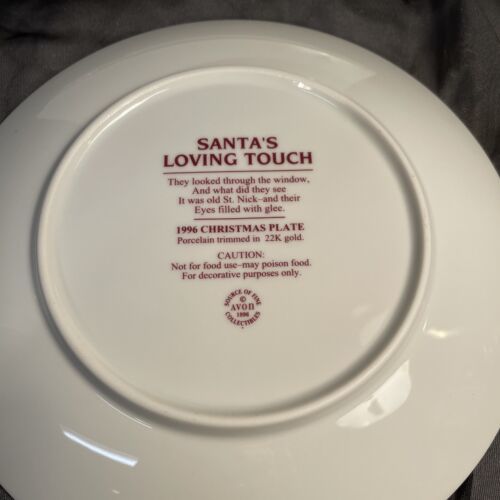 SANTA'S
LOVING TOUCH
They looked through the window,
And what did they see
It was old St. Nick–and their
Eyes filled with glee.
1996 CHRISTMAS PLATE
Porcelain trimmed in 22K gold.
CAUTION:
Not for food use–may poison food.
For decorative purposes only.
SOURCE OF FINE
©
AVON
1996
COLLECTIBLES